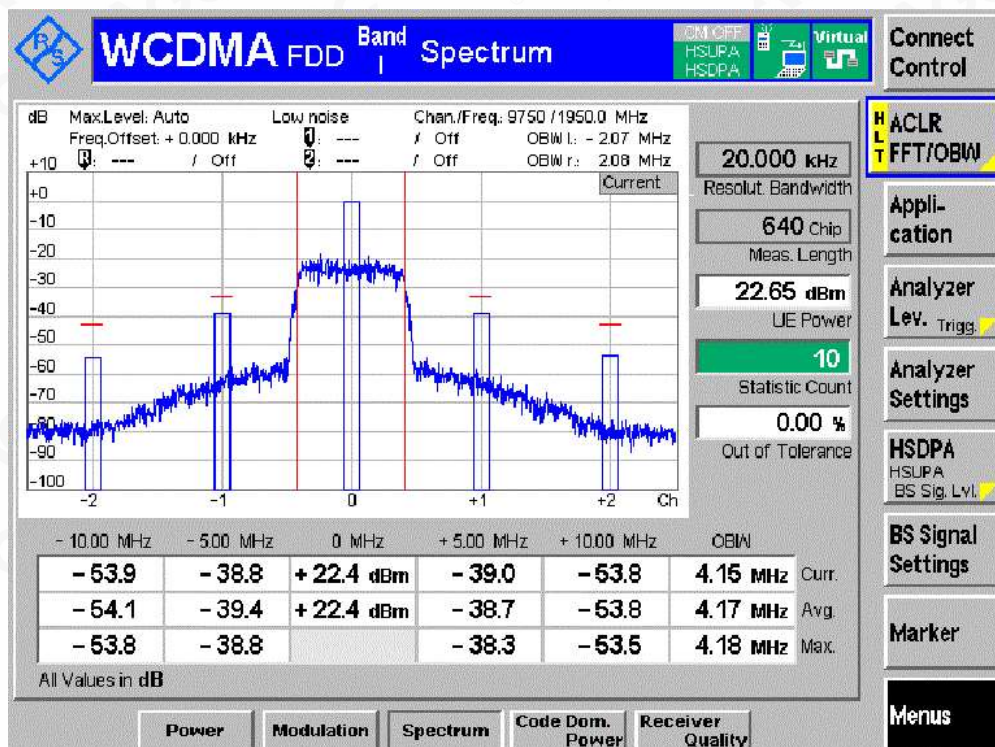 R/S
WCDMA FDD Band I Spectrum
CM OFF
HSUPA
HSDPA
Virtual
Connect
Control
dB Max.Level: Auto Low noise Chan./Freq.: 9750 / 1950.0 MHz
Freq.Offset: + 0.000 kHz 1: --- / Off OBW l.: - 2.07 MHz
+10 R: --- / Off 2: --- / Off OBW r.: 2.08 MHz
Current
+0
-10
-20
-30
-40
-50
-60
-70
-80
-90
-100
-2 -1 0 +1 +2 Ch
20.000 kHz
Resolut. Bandwidth
640 Chip
Meas. Length
22.65 dBm
UE Power
10
Statistic Count
0.00 %
Out of Tolerance
- 10.00 MHz - 5.00 MHz 0 MHz + 5.00 MHz + 10.00 MHz OBW
- 53.9 - 38.8 + 22.4 dBm - 39.0 - 53.8 4.15 MHz Curr.
- 54.1 - 39.4 + 22.4 dBm - 38.7 - 53.8 4.17 MHz Avg.
- 53.8 - 38.8 - 38.3 - 53.5 4.18 MHz Max.
All Values in dB
HLT
ACLR
FFT/OBW
Appli-
cation
Analyzer
Lev. Trigg.
Analyzer
Settings
HSDPA
HSUPA
BS Sig. Lvl.
BS Signal
Settings
Marker
Menus
Power
Modulation
Spectrum
Code Dom.
Power
Receiver
Quality